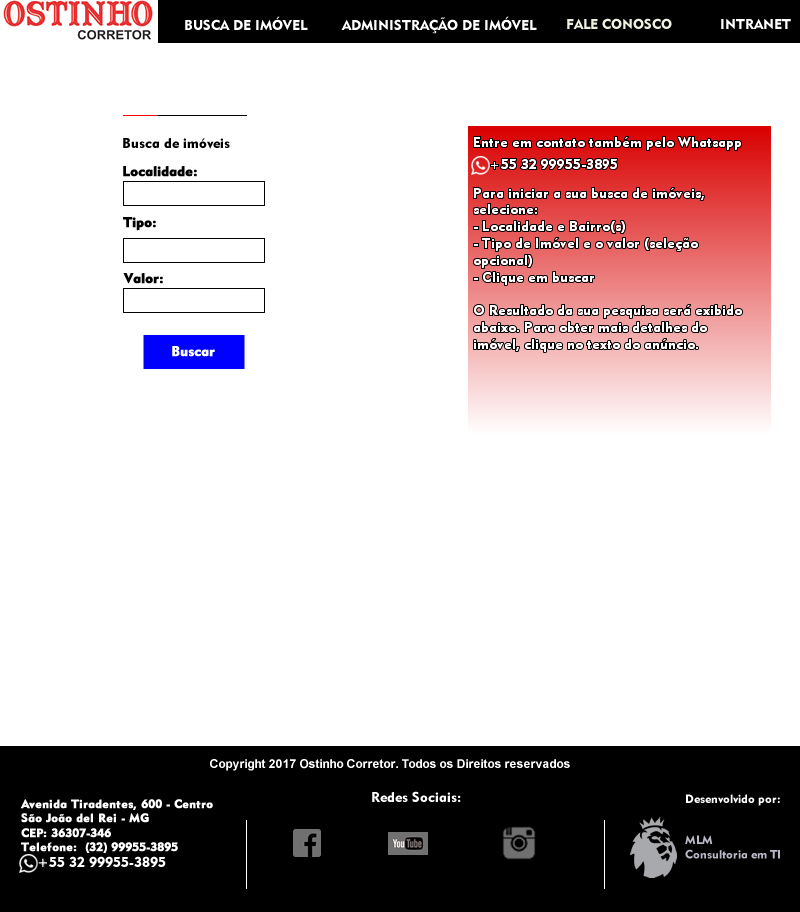 OSTINHO
CORRETOR
BUSCA DE IMÓVEL
ADMINISTRAÇÃO DE IMÓVEL
FALE CONOSCO
INTRANET
Busca de imóveis
Localidade:
Tipo:
Valor:
Buscar
Entre em contato também pelo Whatsapp
+55 32 99955-3895
Para iniciar a sua busca de imóveis,
selecione:
- Localidade e Bairro(s)
- Tipo de Imóvel e o valor (seleção
opcional)
- Clique em buscar
O Resultado da sua pesquisa será exibido
abaixo. Para obter mais detalhes do
imóvel, clique no texto do anúncio.
Copyright 2017 Ostinho Corretor. Todos os Direitos reservados
Avenida Tiradentes, 600 - Centro
São João del Rei - MG
CEP: 36307-346
Telefone: (32) 99955-3895
+55 32 99955-3895
Redes Sociais:
You Tube
Desenvolvido por:
MLM
Consultoria em TI